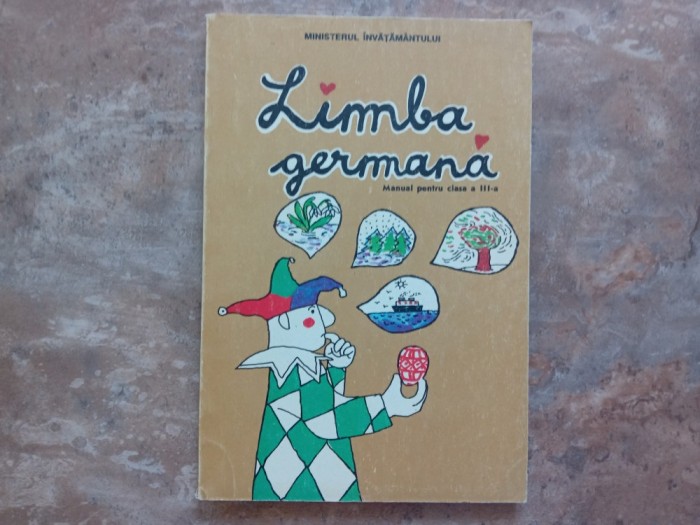 MINISTERUL ÎNVĂȚĂMÂNTULUI
Limba
germană
Manual pentru clasa a III-a